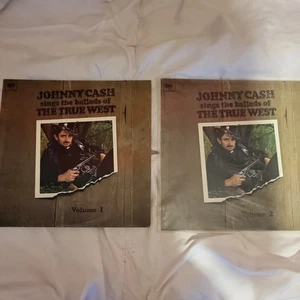 JOHNNY CASH
sings the ballads of
THE TRUE WEST
Volume 1
JOHNNY CASH
sings the ballads of
THE TRUE WEST
Volume 2